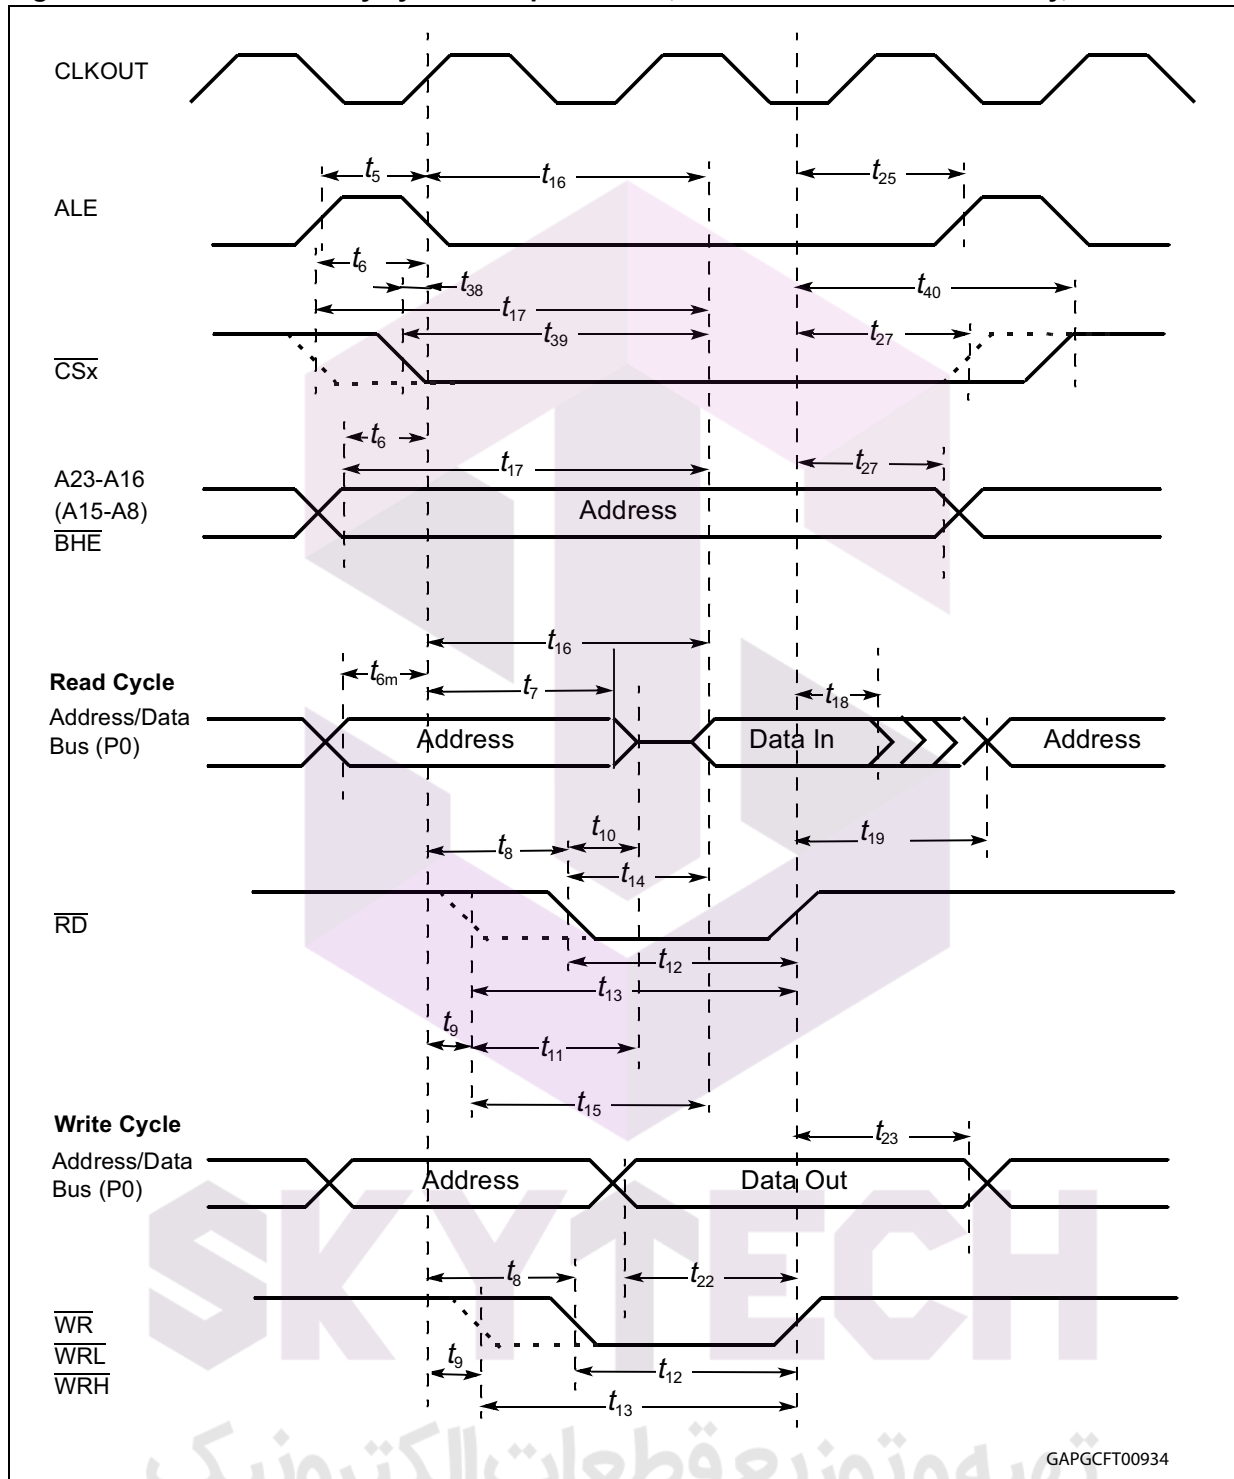 CLKOUT
t5
t16
t25
ALE
t6
t38
t40
t17
t39
t27
CSx
t6
t17
t27
A23-A16
(A15-A8)
BHE
Address
t16
t6m
t7
t18
Read Cycle
Address/Data
Bus (P0)
Address
Data In
Address
t10
t19
t8
t14
RD
t12
t13
t9
t11
t15
Write Cycle
t23
Address/Data
Bus (P0)
Address
Data Out
SKYTECH
t8
t22
WR
WRL
WRH
t9
t12
t13
قطعات الکترونیک
GAPGCFT00934